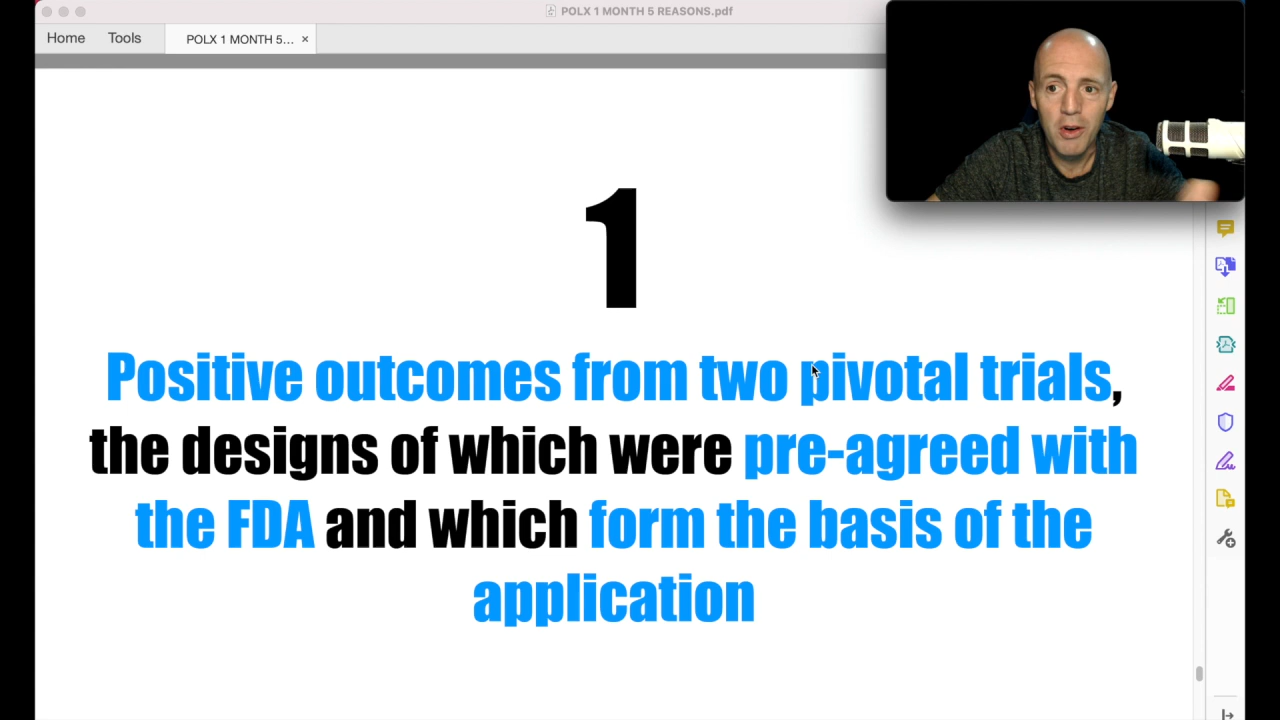 POLX 1 MONTH 5 REASONS.pdf
Home Tools POLX 1 MONTH 5... ×
1
Positive outcomes from two pivotal trials,
the designs of which were pre-agreed with
the FDA and which form the basis of the
application